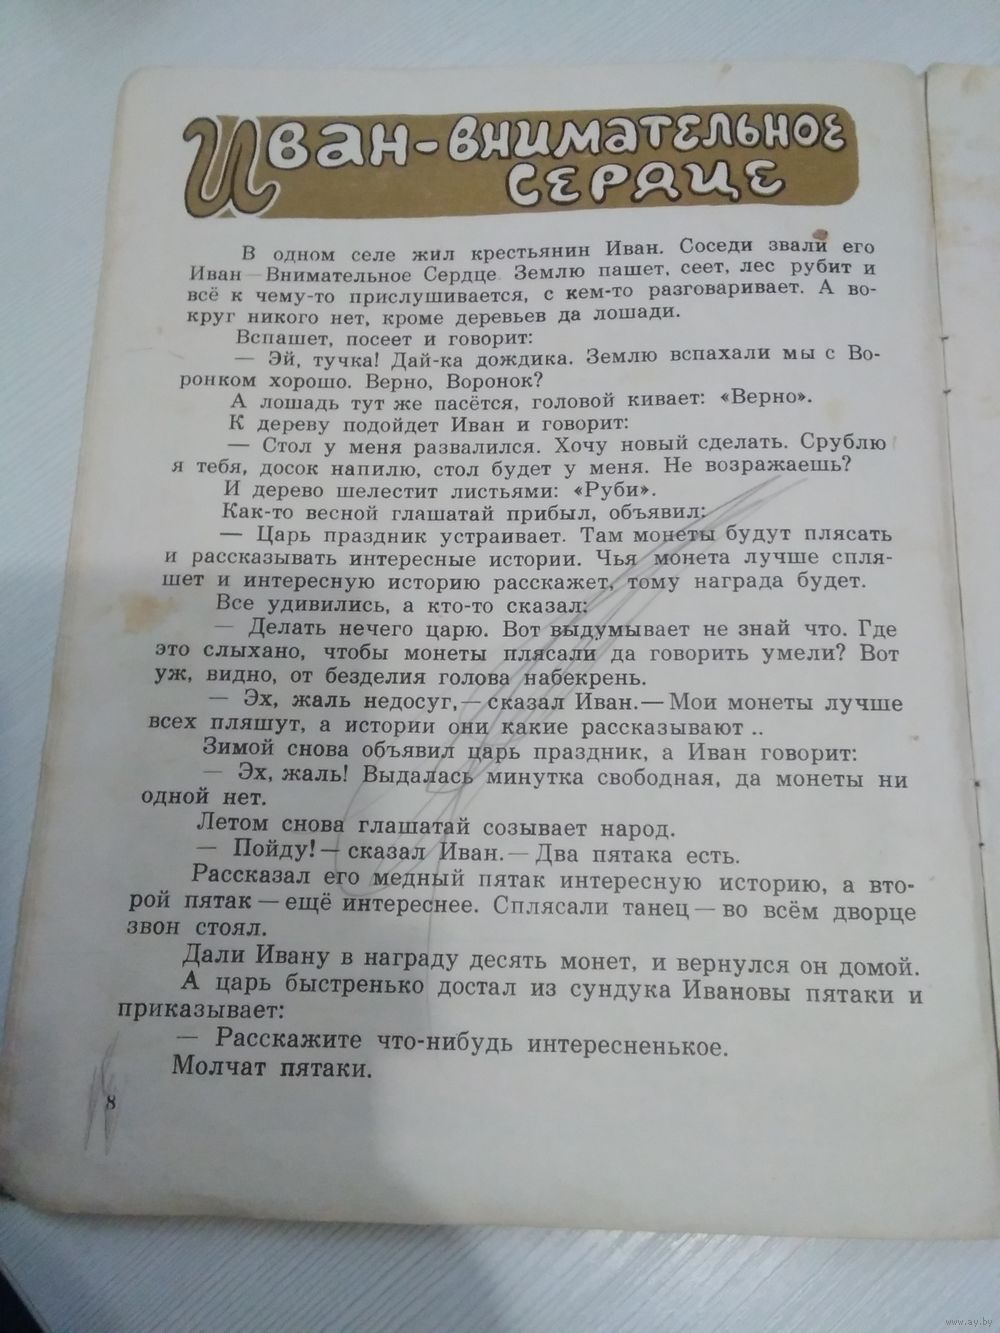 Иван-внимательное
сердце
В одном селе жил крестьянин Иван. Соседи звали его
Иван — Внимательное Сердце. Землю пашет, сеет, лес рубит и
всё к чему-то прислушивается, с кем-то разговаривает. А во-
круг никого нет, кроме деревьев да лошади.
Вспашет, посеет и говорит:
— Эй, тучка! Дай-ка дождика. Землю вспахали мы с Во-
ронком хорошо. Верно, Воронок?
А лошадь тут же пасётся, головой кивает: «Верно».
К дереву подойдет Иван и говорит:
— Стол у меня развалился. Хочу новый сделать. Срублю
я тебя, досок напилю, стол будет у меня. Не возражаешь?
И дерево шелестит листьями: «Руби».
Как-то весной глашатай прибыл, объявил:
— Царь праздник устраивает. Там монеты будут плясать
и рассказывать интересные истории. Чья монета лучше спля-
шет и интересную историю расскажет, тому награда будет.
Все удивились, а кто-то сказал:
— Делать нечего царю. Вот выдумывает не знай что. Где
это слыхано, чтобы монеты плясали да говорить умели? Вот
уж, видно, от безделия голова набекрень.
— Эх, жаль недосуг,— сказал Иван.— Мои монеты лучше
всех пляшут, а истории они какие рассказывают ..
Зимой снова объявил царь праздник, а Иван говорит:
— Эх, жаль! Выдалась минутка свободная, да монеты ни
одной нет.
Летом снова глашатай созывает народ.
— Пойду!— сказал Иван.— Два пятака есть.
Рассказал его медный пятак интересную историю, а вто-
рой пятак — ещё интереснее. Сплясали танец — во всём дворце
звон стоял.
Дали Ивану в награду десять монет, и вернулся он домой.
А царь быстренько достал из сундука Ивановы пятаки и
приказывает:
— Расскажите что-нибудь интересненькое.
Молчат пятаки.
8
www.ay.by